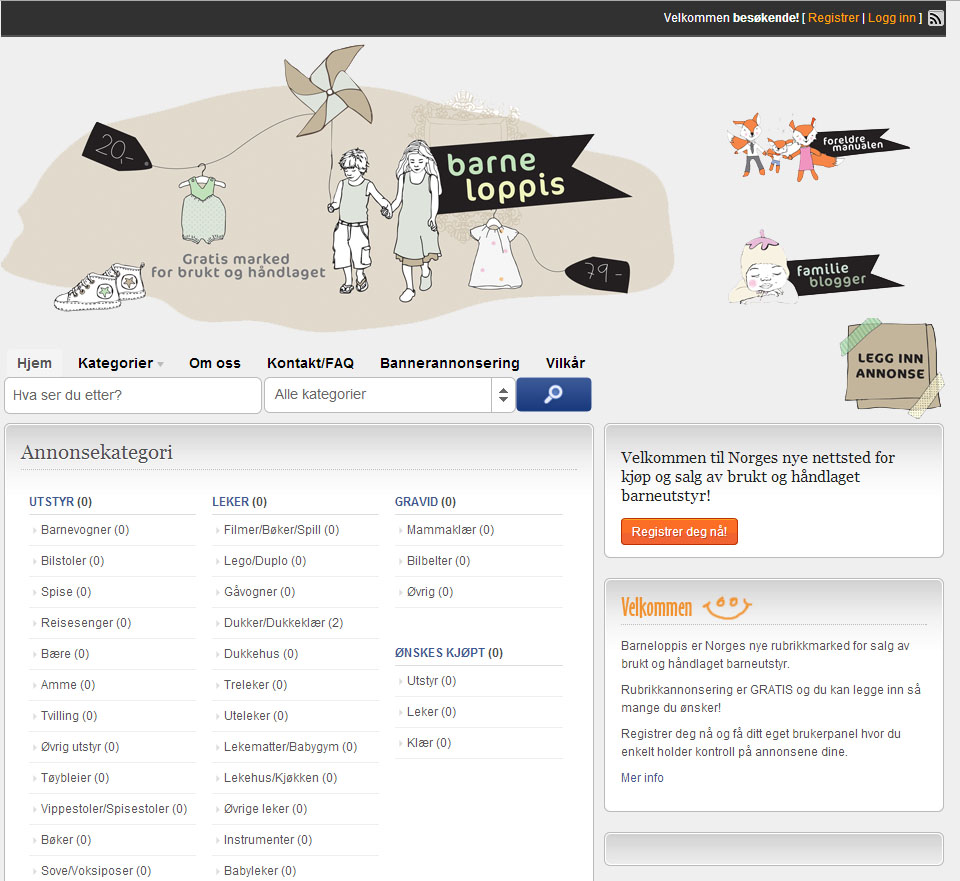 Velkommen besøkende! [ Registrer | Logg inn ]
20,-
barne
loppis
Gratis marked
for brukt og håndlaget
79,-
foreldre
manualen
familie
blogger
LEGG INN
ANNONSE
Hjem Kategorier Om oss Kontakt/FAQ Bannerannonsering Vilkår
Hva ser du etter? Alle kategorier
Annonsekategori
UTSTYR (0)
Barnevogner (0)
Bilstoler (0)
Spise (0)
Reisesenger (0)
Bære (0)
Amme (0)
Tvilling (0)
Øvrig utstyr (0)
Tøybleier (0)
Vippestoler/Spisestoler (0)
Bøker (0)
Sove/Voksiposer (0)
LEKER (0)
Filmer/Bøker/Spill (0)
Lego/Duplo (0)
Gåvogner (0)
Dukker/Dukkeklær (2)
Dukkehus (0)
Treleker (0)
Uteleker (0)
Lekematter/Babygym (0)
Lekehus/Kjøkken (0)
Øvrige leker (0)
Instrumenter (0)
Babyleker (0)
GRAVID (0)
Mammaklær (0)
Bilbelter (0)
Øvrig (0)
ØNSKES KJØPT (0)
Utstyr (0)
Leker (0)
Klær (0)
Velkommen til Norges nye nettsted for
kjøp og salg av brukt og håndlaget
barneutstyr!
Registrer deg nå!
Velkommen
Barneloppis er Norges nye rubrikkmarked for salg av
brukt og håndlaget barneutstyr.
Rubrikkannonsering er GRATIS og du kan legge inn så
mange du ønsker!
Registrer deg nå og få ditt eget brukerpanel hvor du
enkelt holder kontroll på annonsene dine.
Mer info